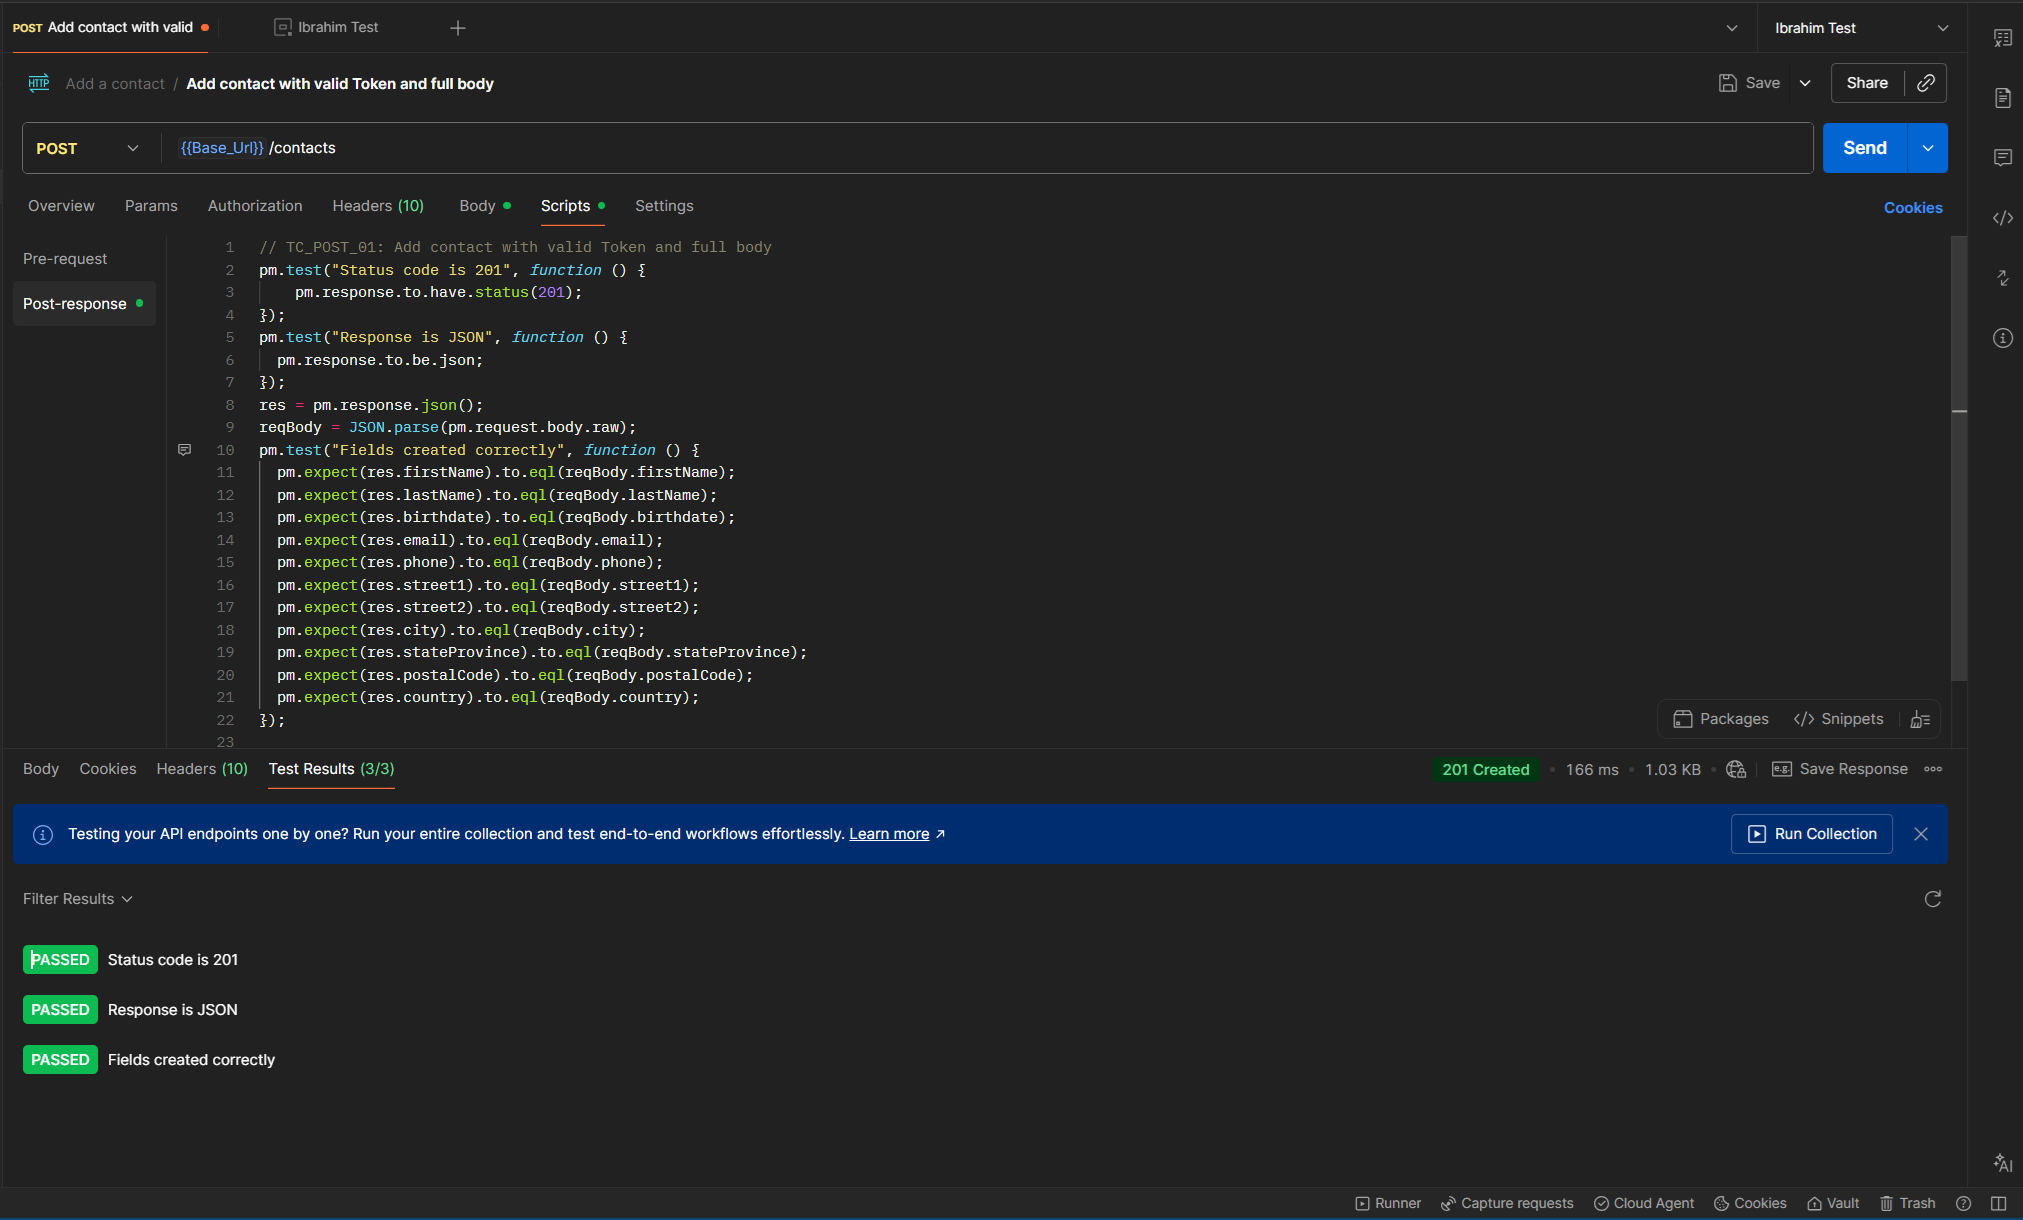 POST Add contact with valid
Ibrahim Test
Ibrahim Test
HTTP Add a contact / Add contact with valid Token and full body
Save
Share
POST {{Base_Url}} /contacts
Send
Overview Params Authorization Headers (10) Body Scripts Settings
Cookies
Pre-request
Post-response
1 // TC_POST_01: Add contact with valid Token and full body
2 pm.test("Status code is 201", function () {
3 pm.response.to.have.status(201);
4 });
5 pm.test("Response is JSON", function () {
6 pm.response.to.be.json;
7 });
8 res = pm.response.json();
9 reqBody = JSON.parse(pm.request.body.raw);
10 pm.test("Fields created correctly", function () {
11 pm.expect(res.firstName).to.eql(reqBody.firstName);
12 pm.expect(res.lastName).to.eql(reqBody.lastName);
13 pm.expect(res.birthdate).to.eql(reqBody.birthdate);
14 pm.expect(res.email).to.eql(reqBody.email);
15 pm.expect(res.phone).to.eql(reqBody.phone);
16 pm.expect(res.street1).to.eql(reqBody.street1);
17 pm.expect(res.street2).to.eql(reqBody.street2);
18 pm.expect(res.city).to.eql(reqBody.city);
19 pm.expect(res.stateProvince).to.eql(reqBody.stateProvince);
20 pm.expect(res.postalCode).to.eql(reqBody.postalCode);
21 pm.expect(res.country).to.eql(reqBody.country);
22 });
23
Packages </> Snippets
Body Cookies Headers (10) Test Results (3/3)
201 Created • 166 ms • 1.03 KB • e.g. Save Response
Testing your API endpoints one by one? Run your entire collection and test end-to-end workflows effortlessly. Learn more ↗
Run Collection
Filter Results
PASSED Status code is 201
PASSED Response is JSON
PASSED Fields created correctly
AI
Runner Capture requests Cloud Agent Cookies Vault Trash